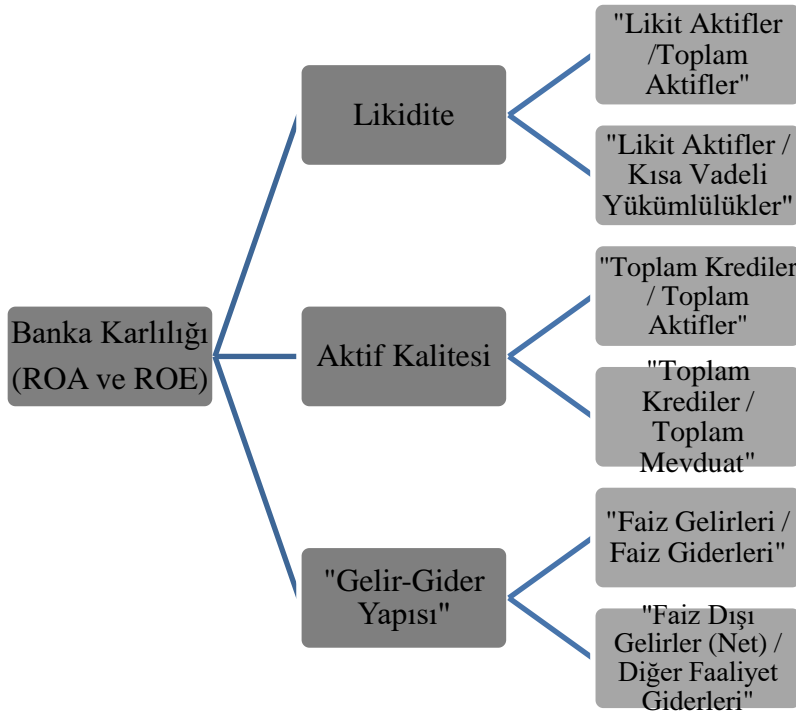 Banka Karlılığı
(ROA ve ROE)
Likidite
"Likit Aktifler
/Toplam
Aktifler"
"Likit Aktifler /
Kısa Vadeli
Yükümlülükler"
Aktif Kalitesi
"Toplam Krediler
/ Toplam
Aktifler"
"Toplam
Krediler /
Toplam
Mevduat"
"Gelir-Gider
Yapısı"
"Faiz Gelirleri /
Faiz Giderleri"
"Faiz Dışı
Gelirler (Net) /
Diğer Faaliyet
Giderleri"